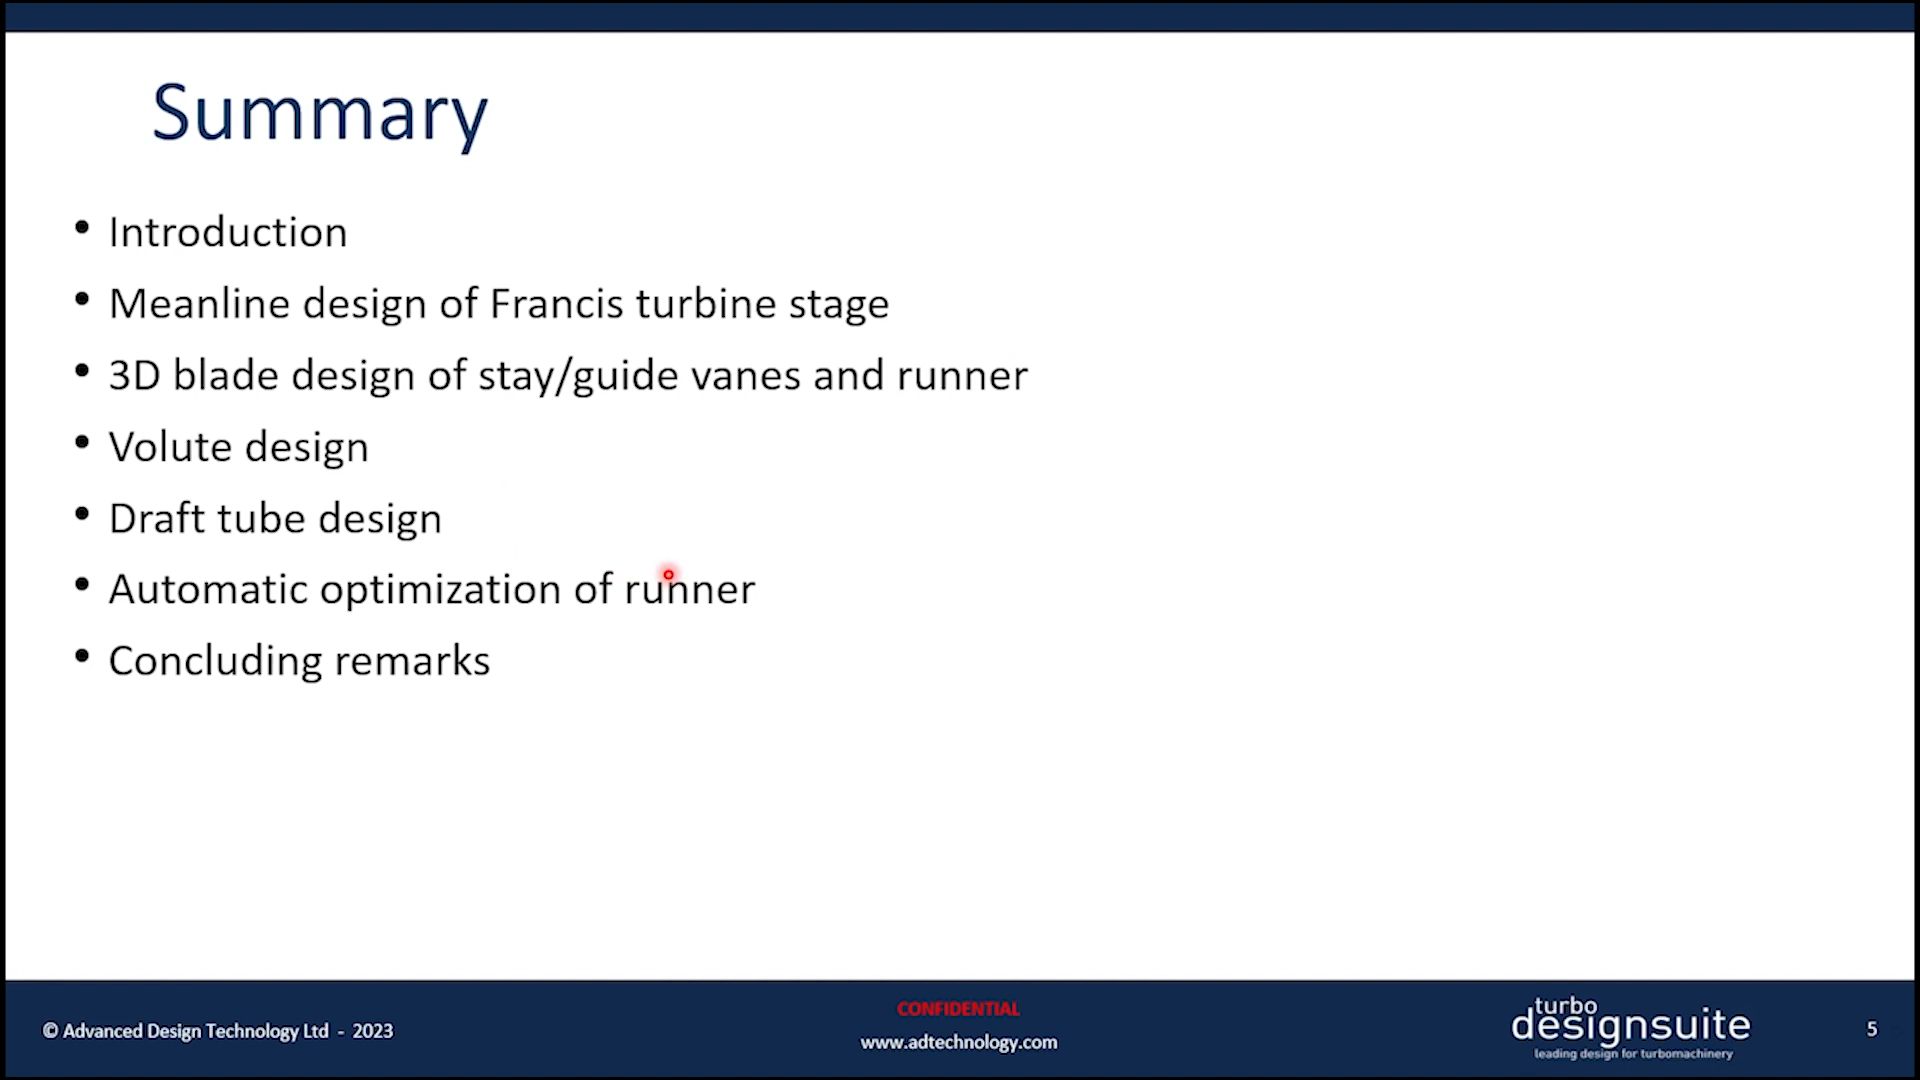 Summary
• Introduction
• Meanline design of Francis turbine stage
• 3D blade design of stay/guide vanes and runner
• Volute design
• Draft tube design
• Automatic optimization of runner
• Concluding remarks
© Advanced Design Technology Ltd - 2023
CONFIDENTIAL
www.adtechnology.com
turbo
designsuite
leading design for turbomachinery
5